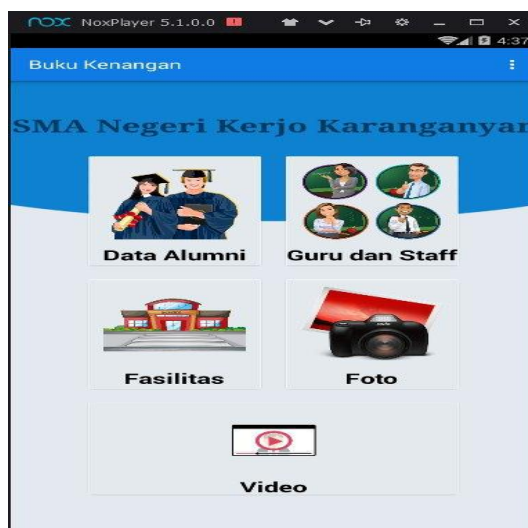 nox NoxPlayer 5.1.0.0
4:37
Buku Kenangan
SMA Negeri Kerjo Karanganyar
Data Alumni
Guru dan Staff
Fasilitas
Foto
Video